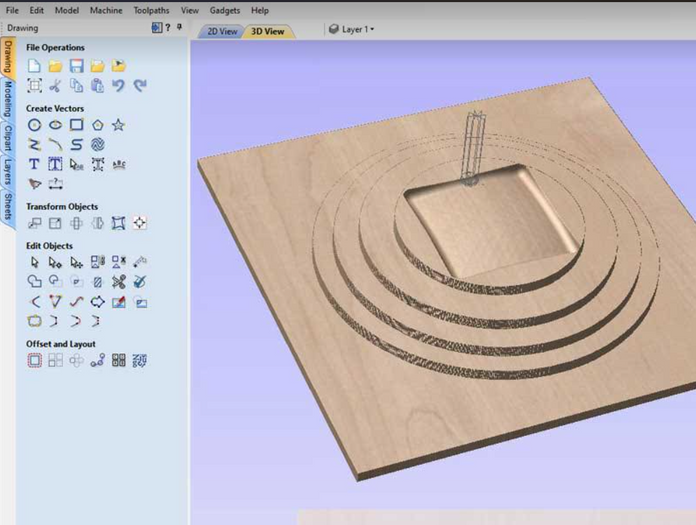 File Edit Model Machine Toolpaths View Gadgets Help
Drawing ?
2D View 3D View Layer 1
Drawing
Modeling
Clipart
Layers
Sheets
File Operations
Create Vectors
Transform Objects
Edit Objects
Offset and Layout